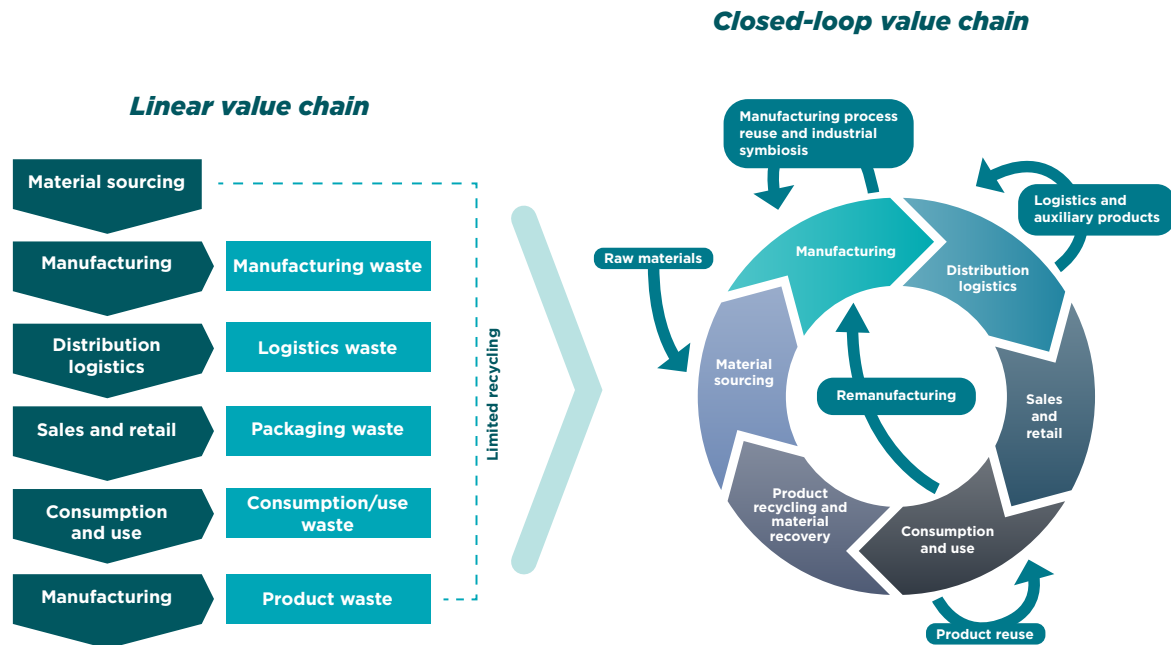 Closed-loop value chain
Linear value chain
Material sourcing
Manufacturing
Manufacturing waste
Distribution
logistics
Logistics waste
Sales and retail
Packaging waste
Consumption
and use
Consumption/use
waste
Manufacturing
Product waste
Limited recycling
Manufacturing process
reuse and industrial
symbiosis
Logistics and
auxiliary products
Raw materials
Manufacturing
Distribution
logistics
Material
sourcing
Remanufacturing
Sales
and
retail
Product
recycling and
material
recovery
Consumption
and use
Product reuse